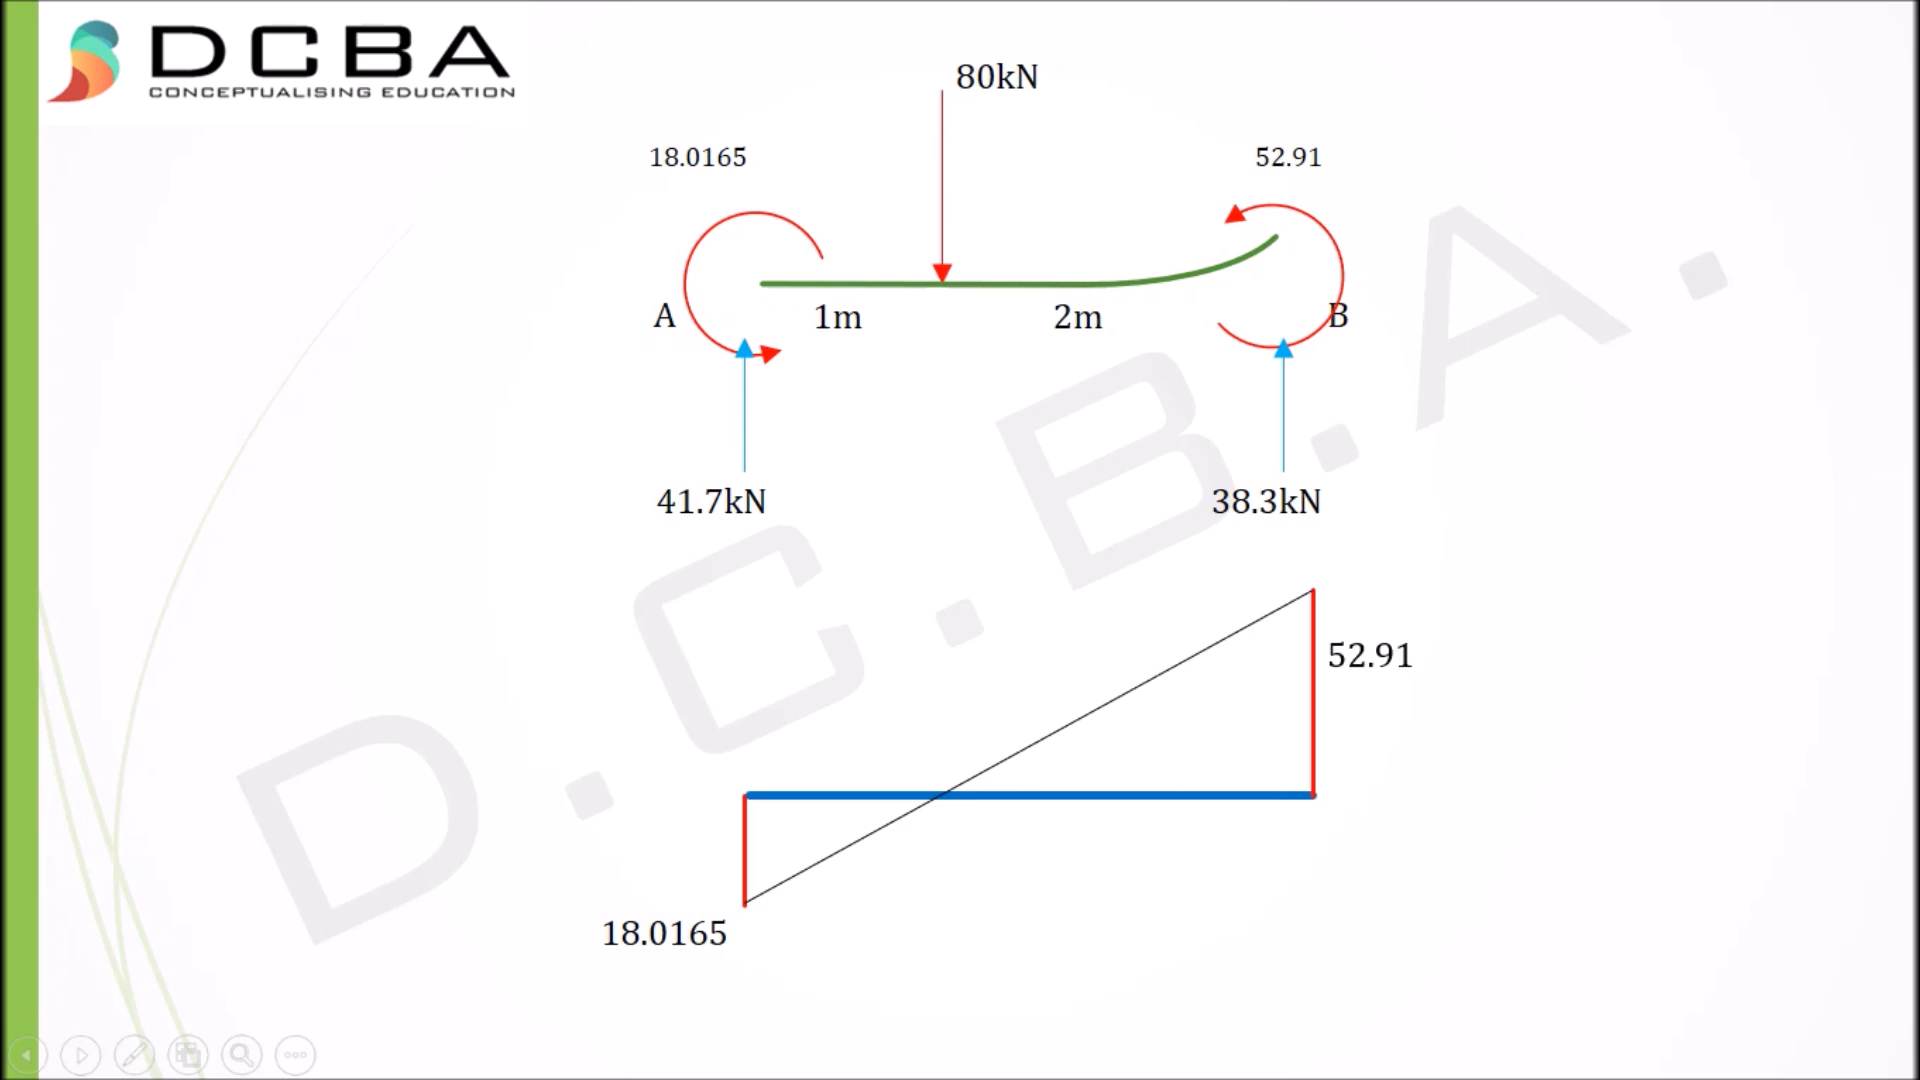 DCBA
CONCEPTUALISING EDUCATION
80kN
18.0165
52.91
A
1m
2m
B
41.7kN
38.3kN
D.C.B.A.
52.91
18.0165